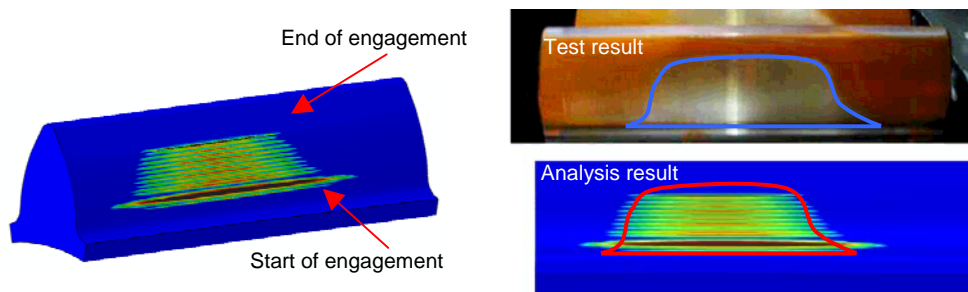 End of engagement
Start of engagement
Test result
Analysis result